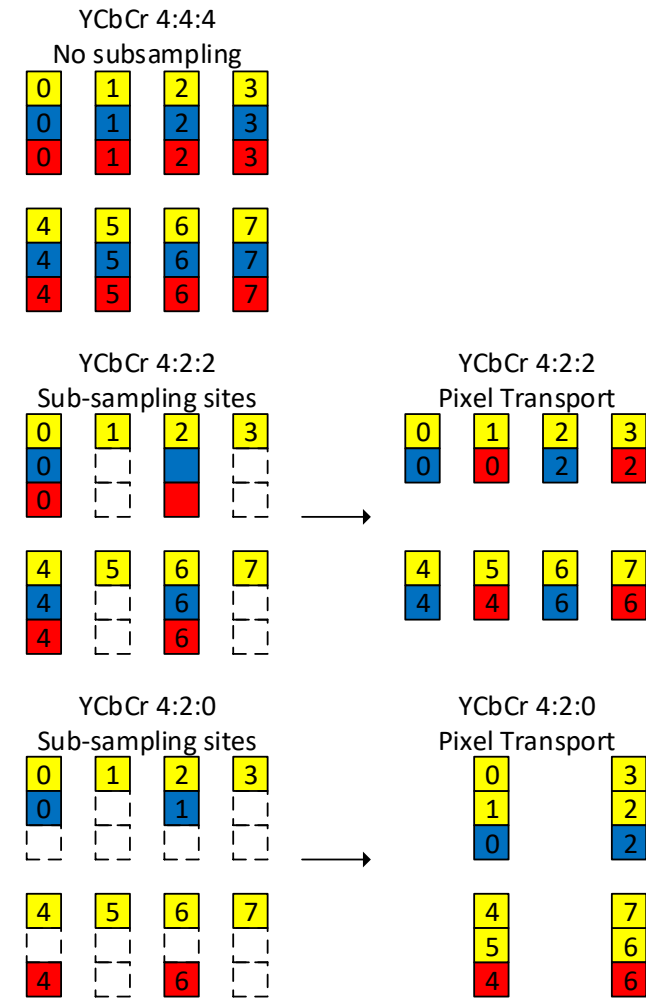 YCbCr 4:4:4
No subsampling
0 1 2 3
0 1 2 3
0 1 2 3
4 5 6 7
4 5 6 7
4 5 6 7
YCbCr 4:2:2
Sub-sampling sites
0 1 2 3
0
0
4 5 6 7
4 6
4 6
YCbCr 4:2:2
Pixel Transport
0 1 2 3
0 0 2 2
4 5 6 7
4 4 6 6
YCbCr 4:2:0
Sub-sampling sites
0 1 2 3
0 1
4 5 6 7
4 6
YCbCr 4:2:0
Pixel Transport
0 3
1 2
0 2
4 7
5 6
4 6